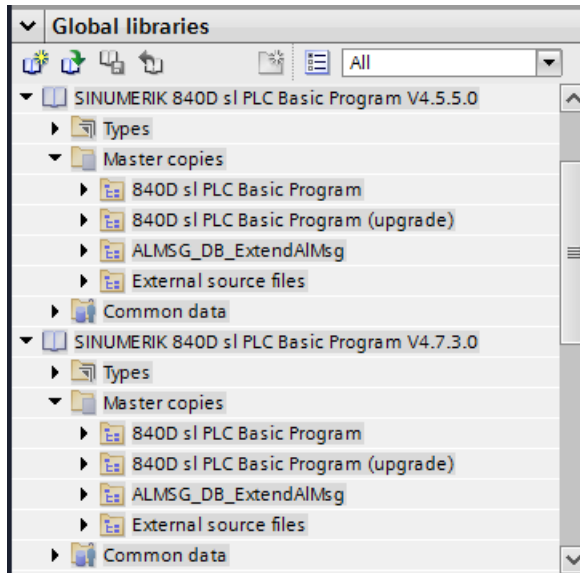 Global libraries
All
SINUMERIK 840D sl PLC Basic Program V4.5.5.0
Types
Master copies
840D sl PLC Basic Program
840D sl PLC Basic Program (upgrade)
ALMSG_DB_ExtendAlMsg
External source files
Common data
SINUMERIK 840D sl PLC Basic Program V4.7.3.0
Types
Master copies
840D sl PLC Basic Program
840D sl PLC Basic Program (upgrade)
ALMSG_DB_ExtendAlMsg
External source files
Common data